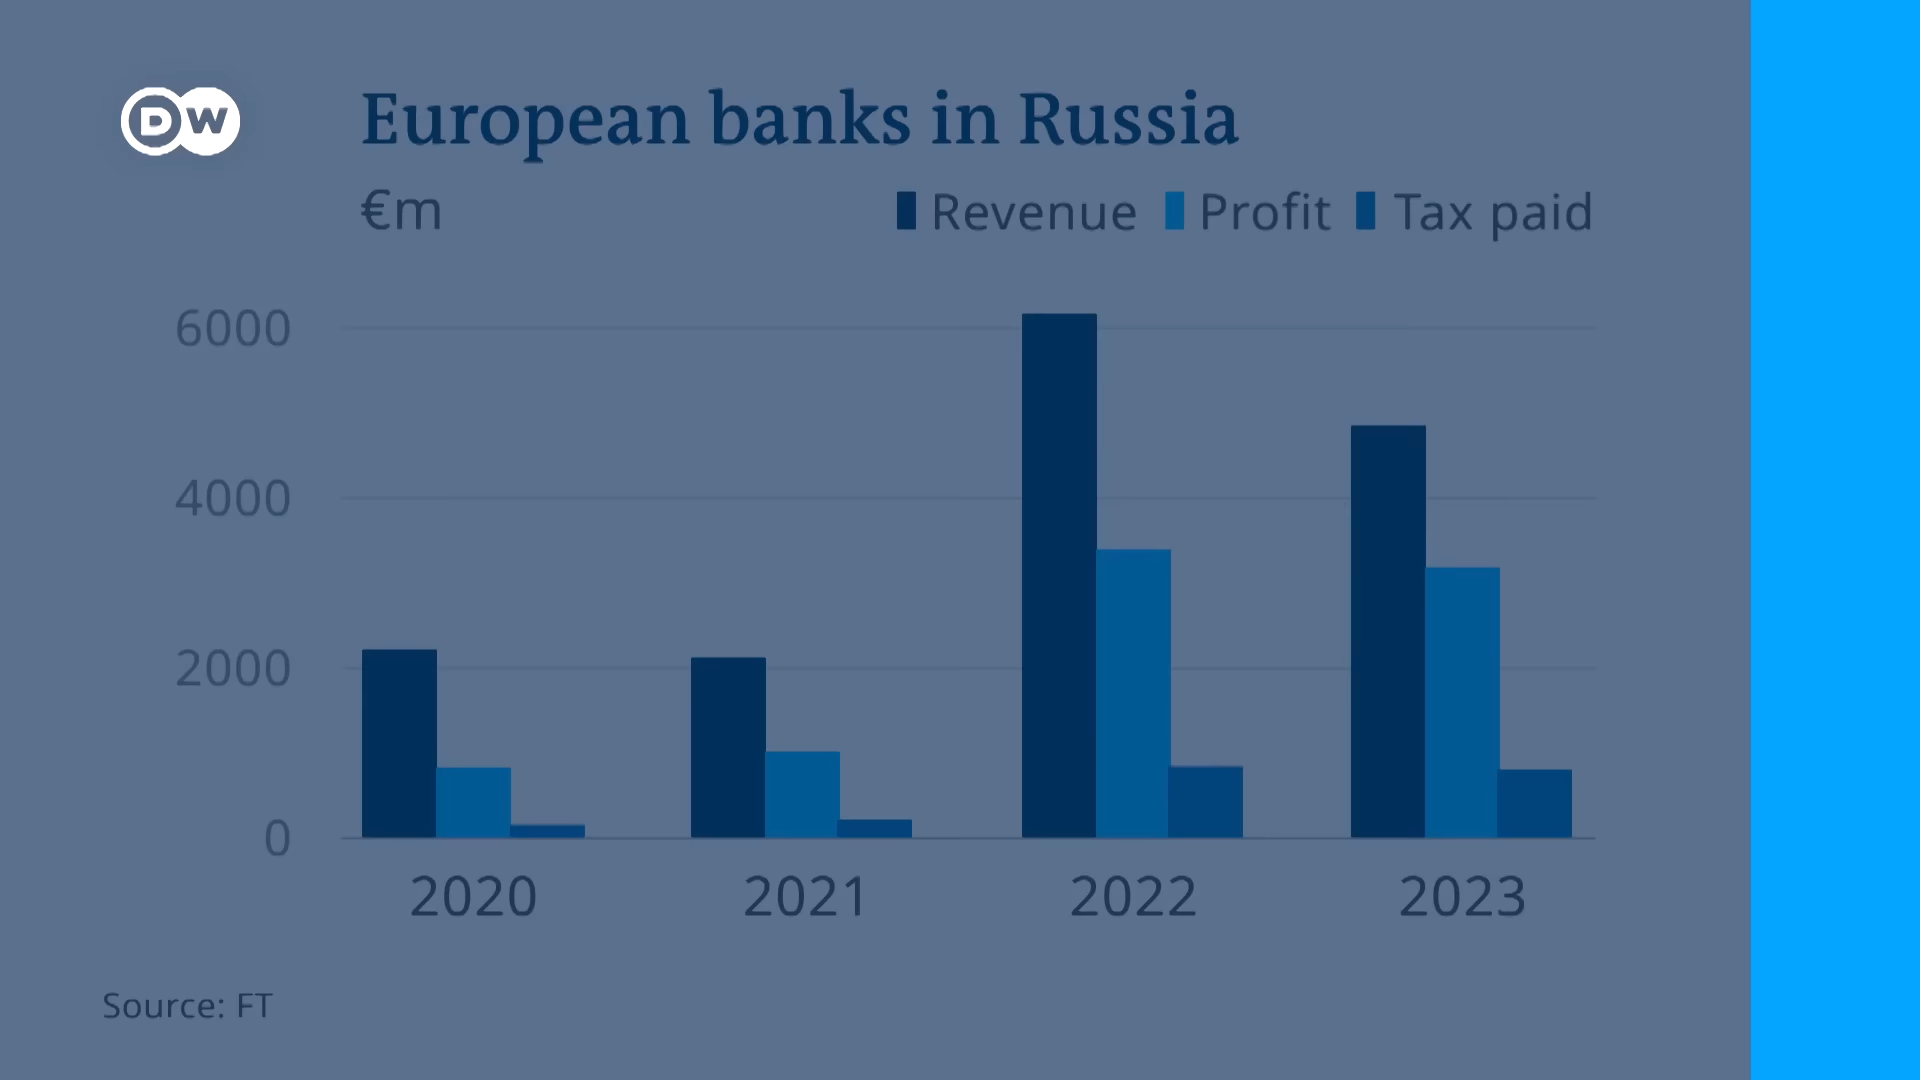 DW
European banks in Russia
€m
Revenue Profit Tax paid
6000
4000
2000
0
2020 2021 2022 2023
Source: FT